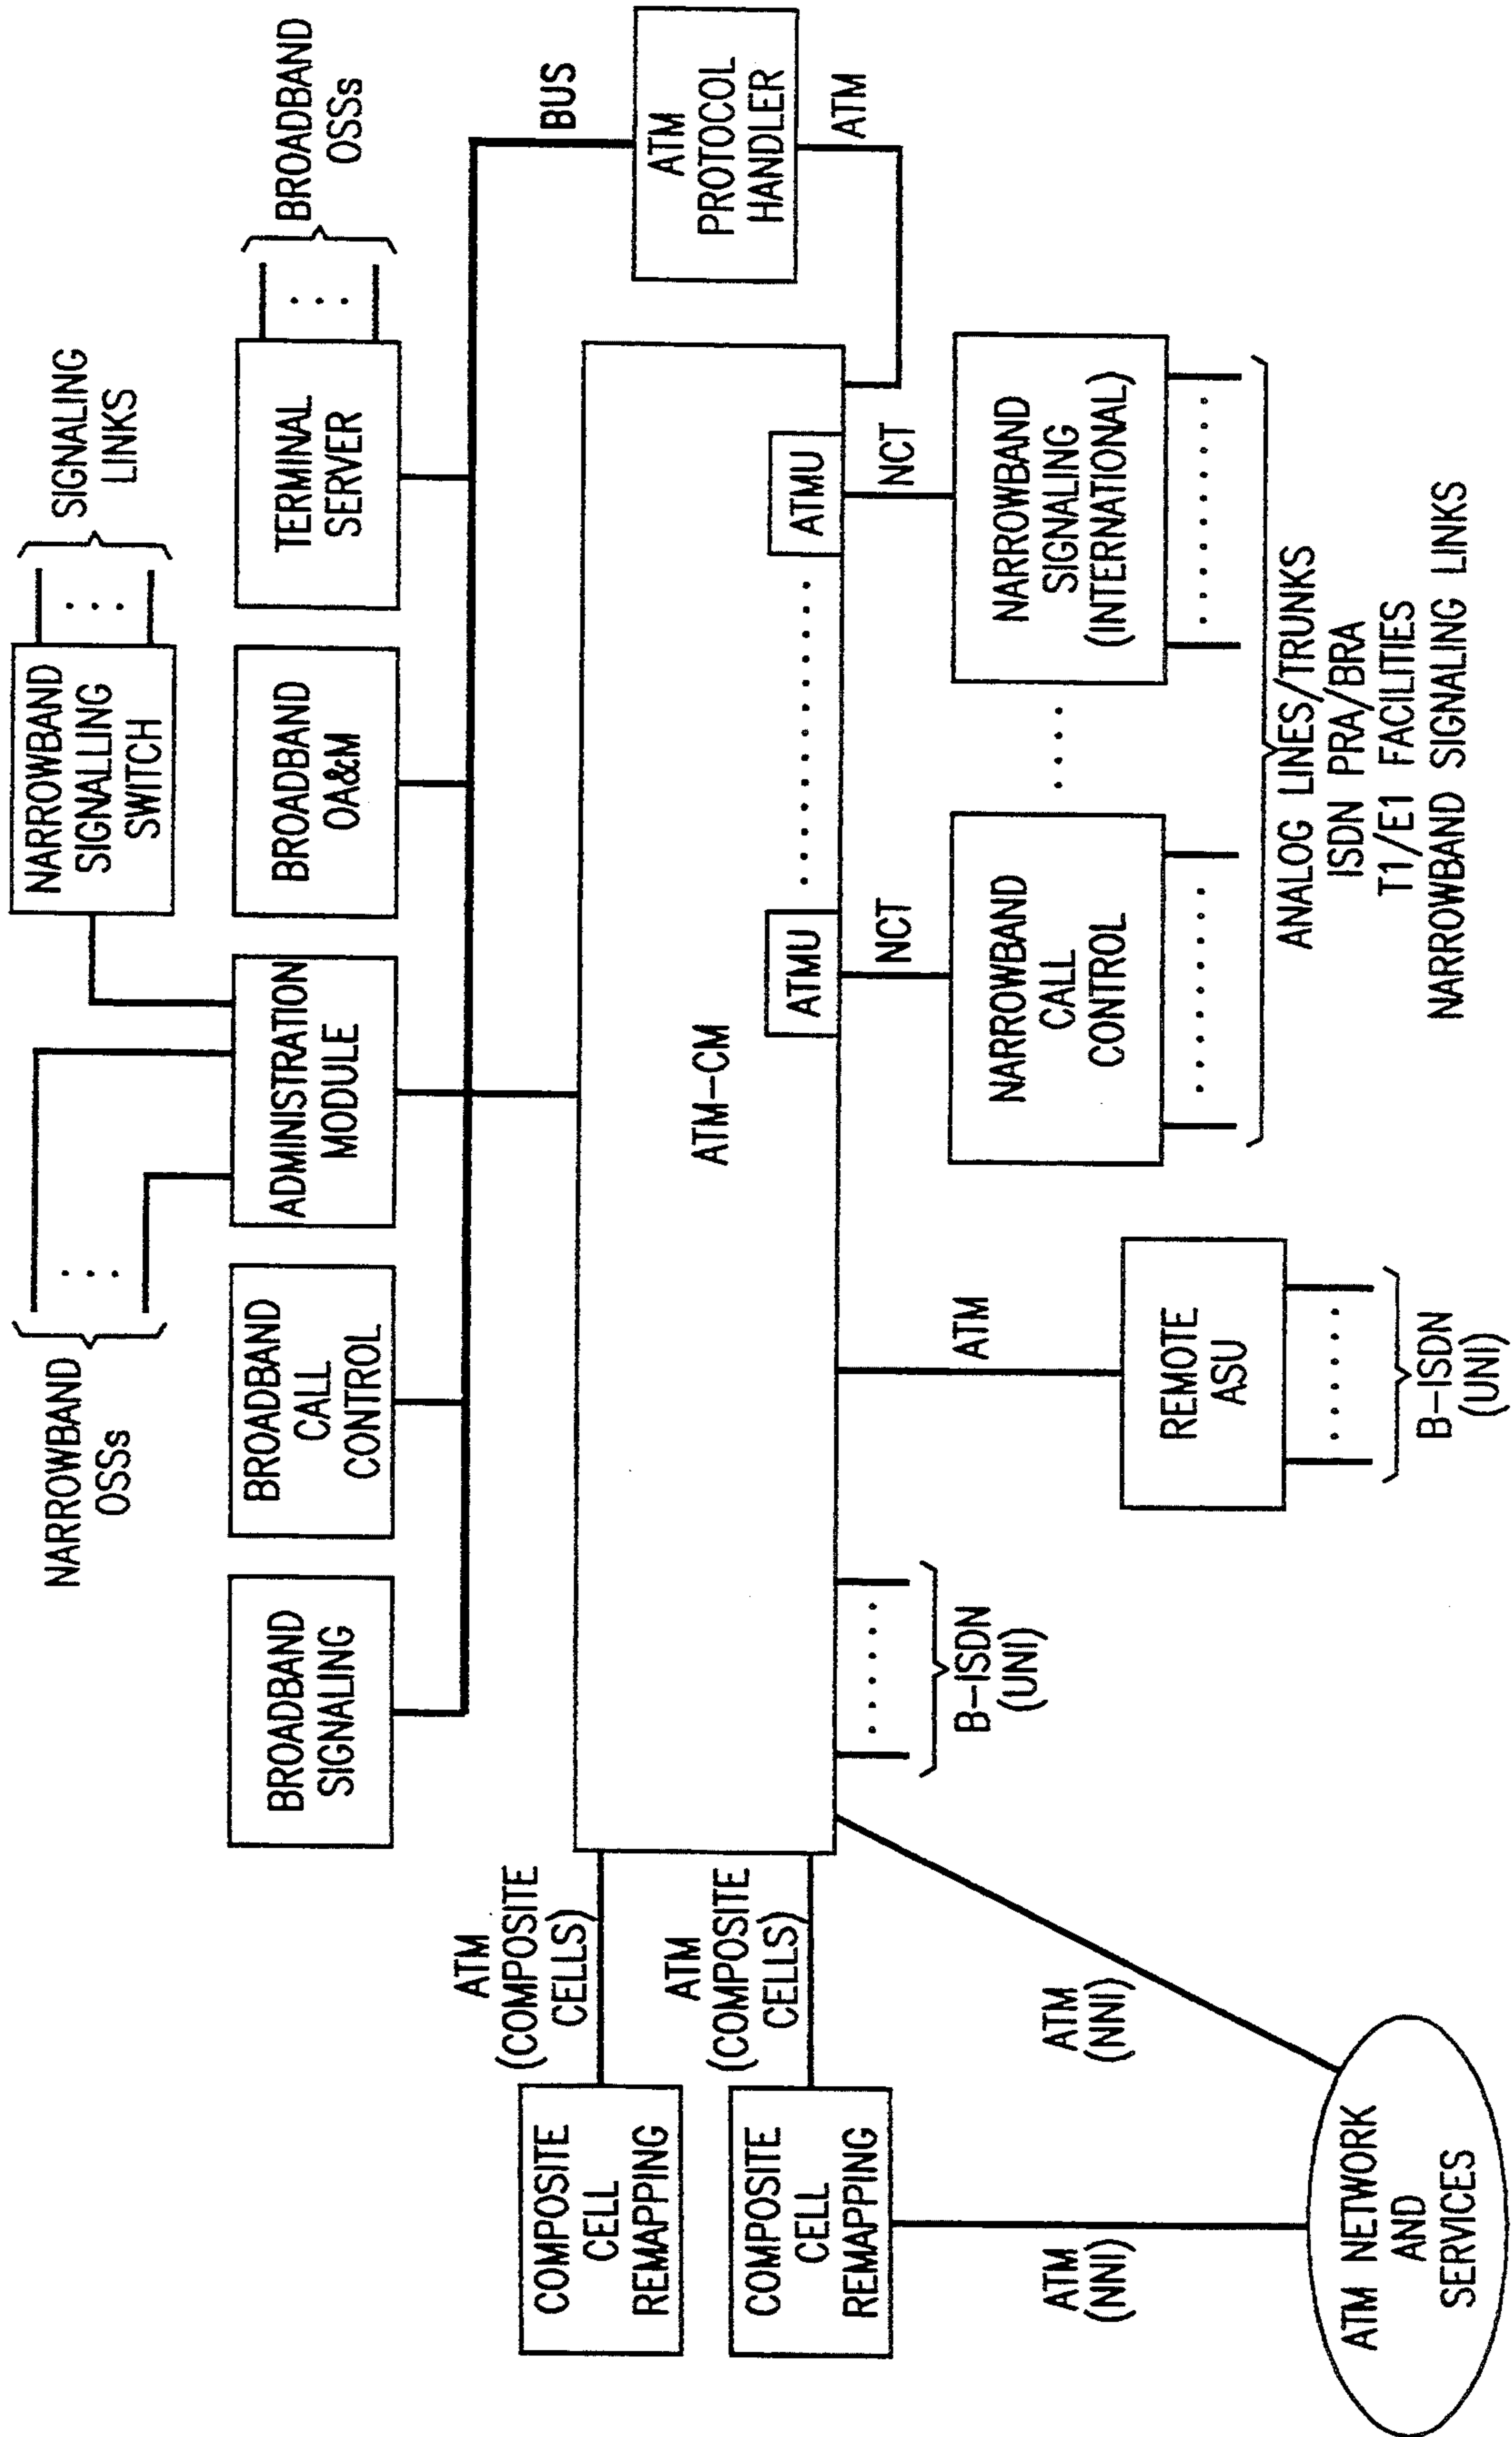 SIGNALING
LINKS
NARROWBAND
SIGNALLING
SWITCH
NARROWBAND
OSSs
BROADBAND
OSSs
BROADBAND
SIGNALING
BROADBAND
CALL
CONTROL
ADMINISTRATION
MODULE
BROADBAND
OA&M
TERMINAL
SERVER
BUS
ATM
PROTOCOL
HANDLER
ATM
ATM
(COMPOSITE
CELLS)
COMPOSITE
CELL
REMAPPING
ATM
(COMPOSITE
CELLS)
COMPOSITE
CELL
REMAPPING
ATM-CM
ATMU
ATMU
NCT
NCT
B-ISDN
(UNI)
ATM
REMOTE
ASU
B-ISDN
(UNI)
NARROWBAND
CALL
CONTROL
NARROWBAND
SIGNALING
(INTERNATIONAL)
ANALOG LINES/TRUNKS
ISDN PRA/BRA
T1/E1 FACILITIES
NARROWBAND SIGNALING LINKS
ATM
(NNI)
ATM
(NNI)
ATM NETWORK
AND
SERVICES